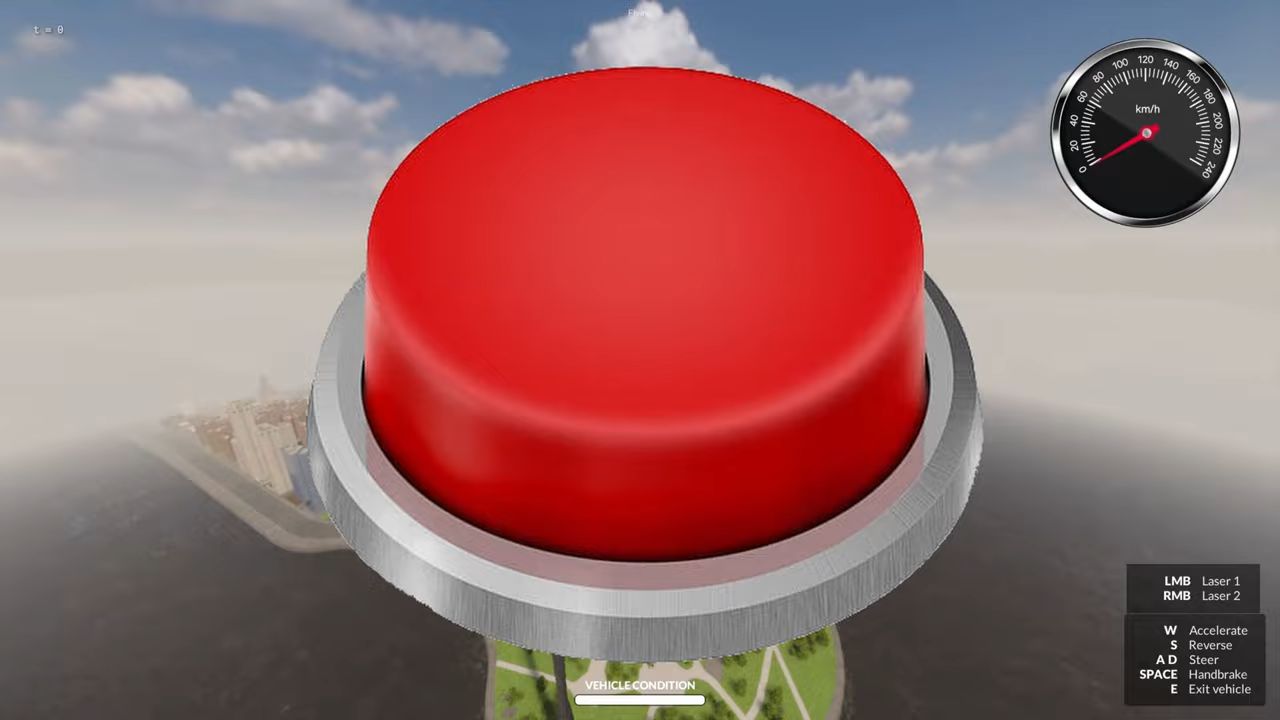 Flying
t = 0
0 20 40 60 80 100 120 140 160 180 200 220 240
km/h
LMB Laser 1
RMB Laser 2
W Accelerate
S Reverse
A D Steer
SPACE Handbrake
E Exit vehicle
VEHICLE CONDITION